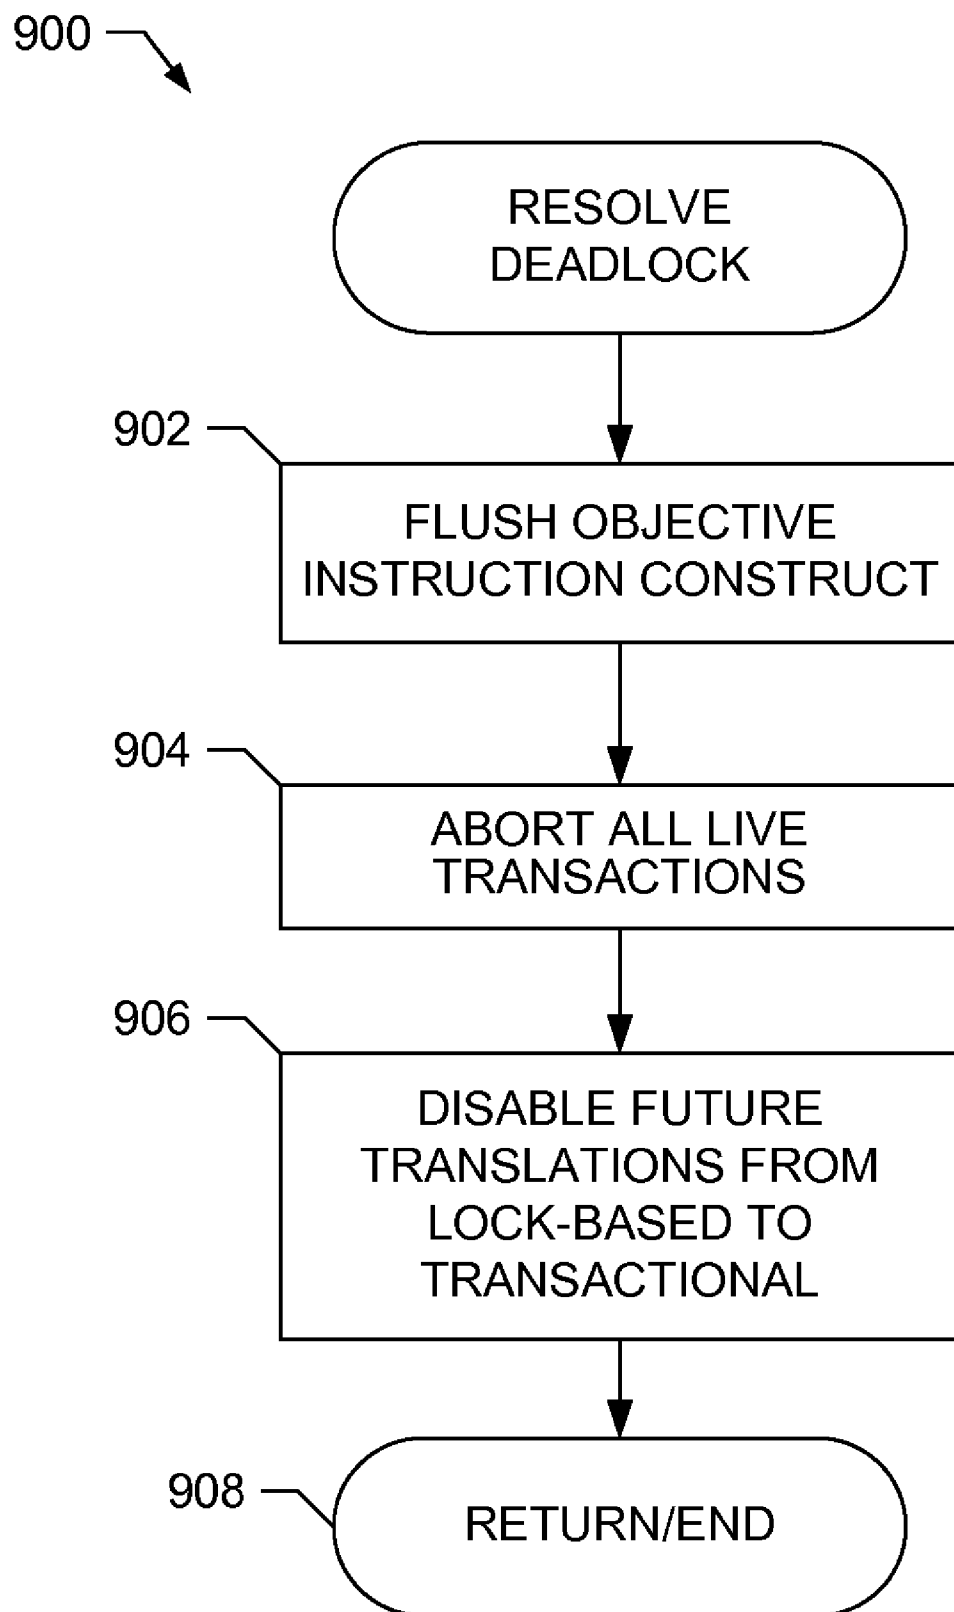 900
RESOLVE
DEADLOCK
902
FLUSH OBJECTIVE
INSTRUCTION CONSTRUCT
904
ABORT ALL LIVE
TRANSACTIONS
906
DISABLE FUTURE
TRANSLATIONS FROM
LOCK-BASED TO
TRANSACTIONAL
908
RETURN/END